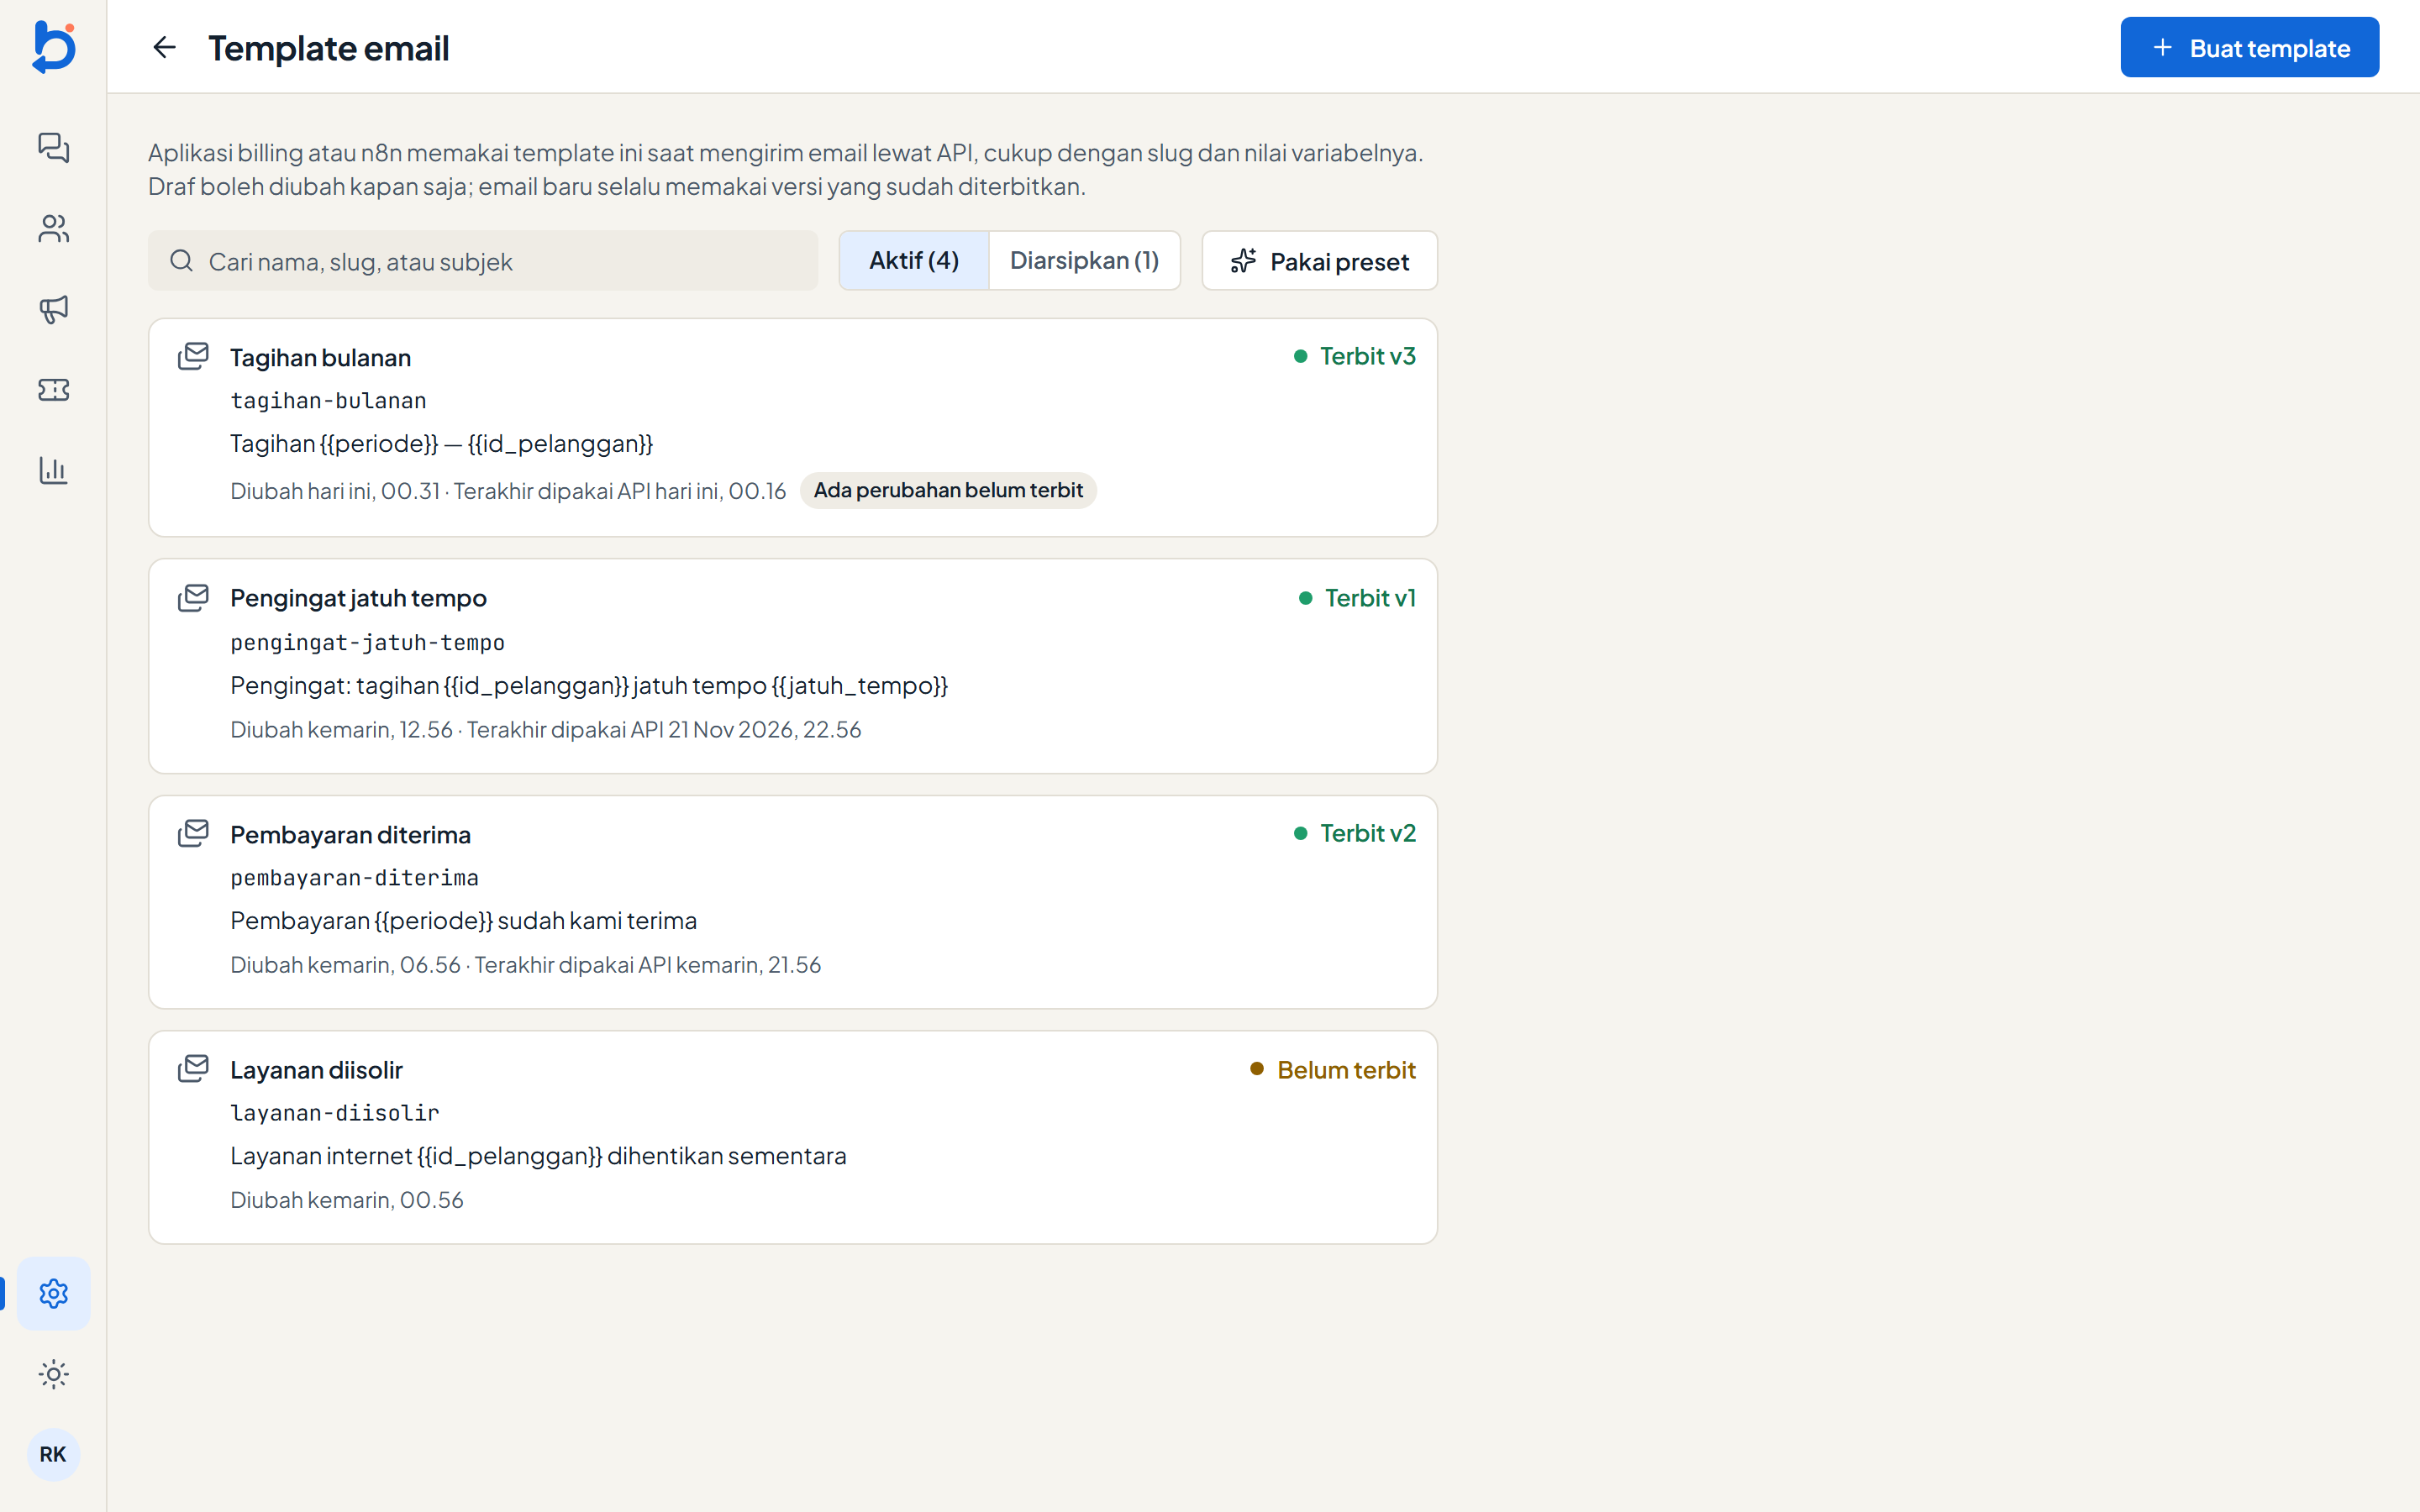 Template email
+ Buat template
Aplikasi billing atau n8n memakai template ini saat mengirim email lewat API, cukup dengan slug dan nilai variabelnya.
Draf boleh diubah kapan saja; email baru selalu memakai versi yang sudah diterbitkan.
Cari nama, slug, atau subjek
Aktif (4)
Diarsipkan (1)
Pakai preset
Tagihan bulanan
Terbit v3
tagihan-bulanan
Tagihan {{periode}} — {{id_pelanggan}}
Diubah hari ini, 00.31 · Terakhir dipakai API hari ini, 00.16
Ada perubahan belum terbit
Pengingat jatuh tempo
Terbit v1
pengingat-jatuh-tempo
Pengingat: tagihan {{id_pelanggan}} jatuh tempo {{jatuh_tempo}}
Diubah kemarin, 12.56 · Terakhir dipakai API 21 Nov 2026, 22.56
Pembayaran diterima
Terbit v2
pembayaran-diterima
Pembayaran {{periode}} sudah kami terima
Diubah kemarin, 06.56 · Terakhir dipakai API kemarin, 21.56
Layanan diisolir
Belum terbit
layanan-diisolir
Layanan internet {{id_pelanggan}} dihentikan sementara
Diubah kemarin, 00.56
RK